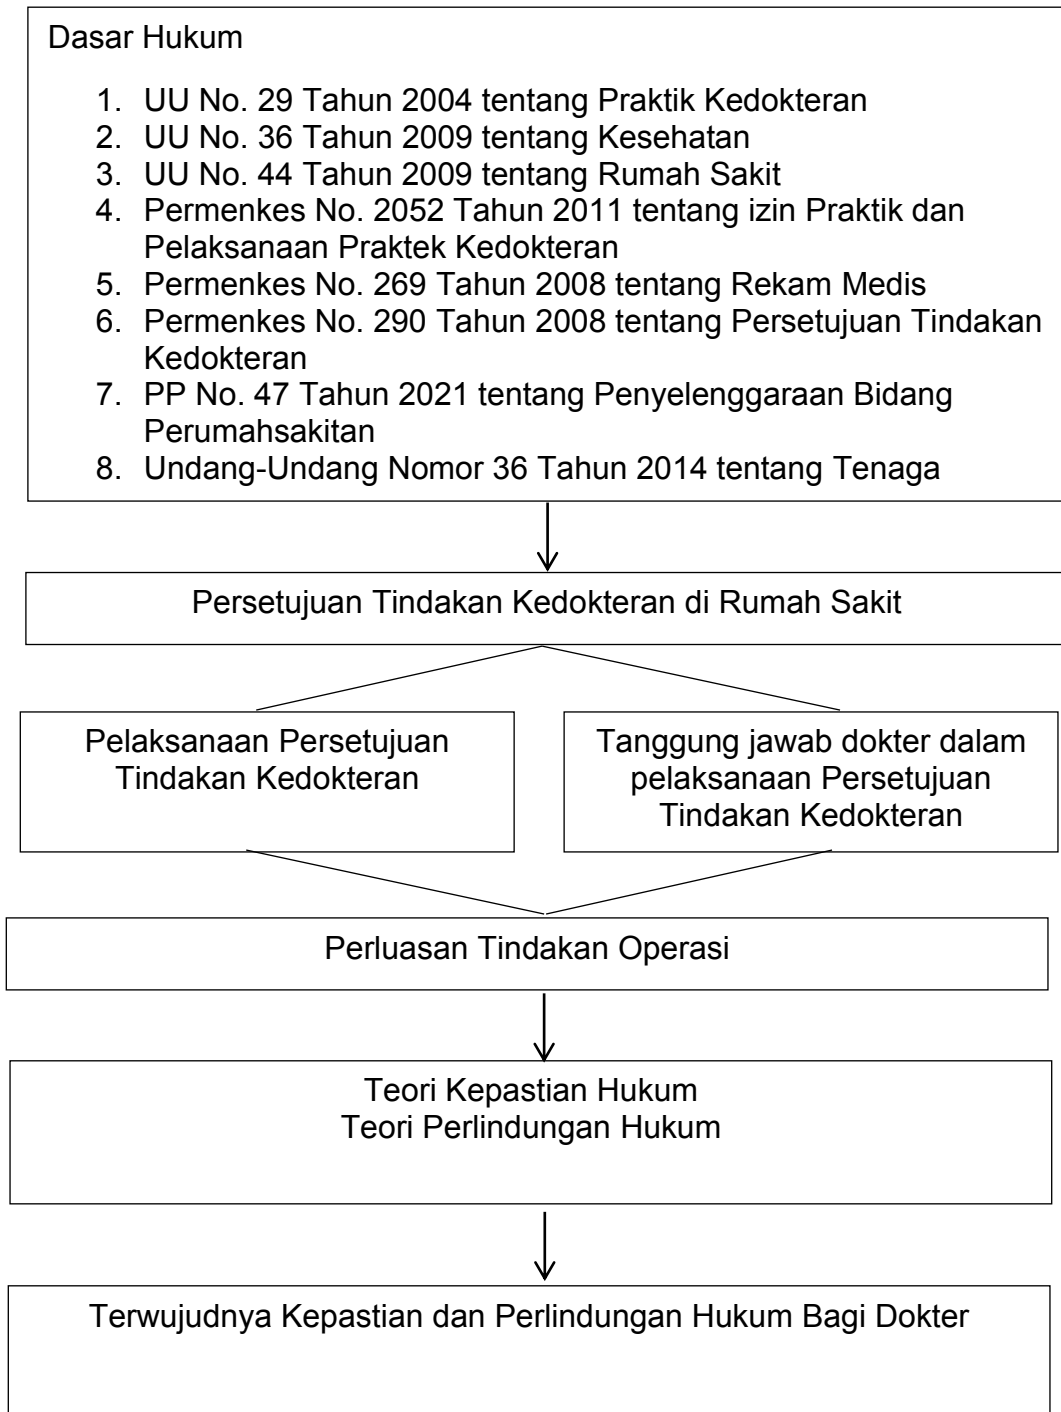 Dasar Hukum
1. UU No. 29 Tahun 2004 tentang Praktik Kedokteran
2. UU No. 36 Tahun 2009 tentang Kesehatan
3. UU No. 44 Tahun 2009 tentang Rumah Sakit
4. Permenkes No. 2052 Tahun 2011 tentang izin Praktik dan
Pelaksanaan Praktek Kedokteran
5. Permenkes No. 269 Tahun 2008 tentang Rekam Medis
6. Permenkes No. 290 Tahun 2008 tentang Persetujuan Tindakan
Kedokteran
7. PP No. 47 Tahun 2021 tentang Penyelenggaraan Bidang
Perumahsakitan
8. Undang-Undang Nomor 36 Tahun 2014 tentang Tenaga
Persetujuan Tindakan Kedokteran di Rumah Sakit
Pelaksanaan Persetujuan
Tindakan Kedokteran
Tanggung jawab dokter dalam
pelaksanaan Persetujuan
Tindakan Kedokteran
Perluasan Tindakan Operasi
Teori Kepastian Hukum
Teori Perlindungan Hukum
Terwujudnya Kepastian dan Perlindungan Hukum Bagi Dokter